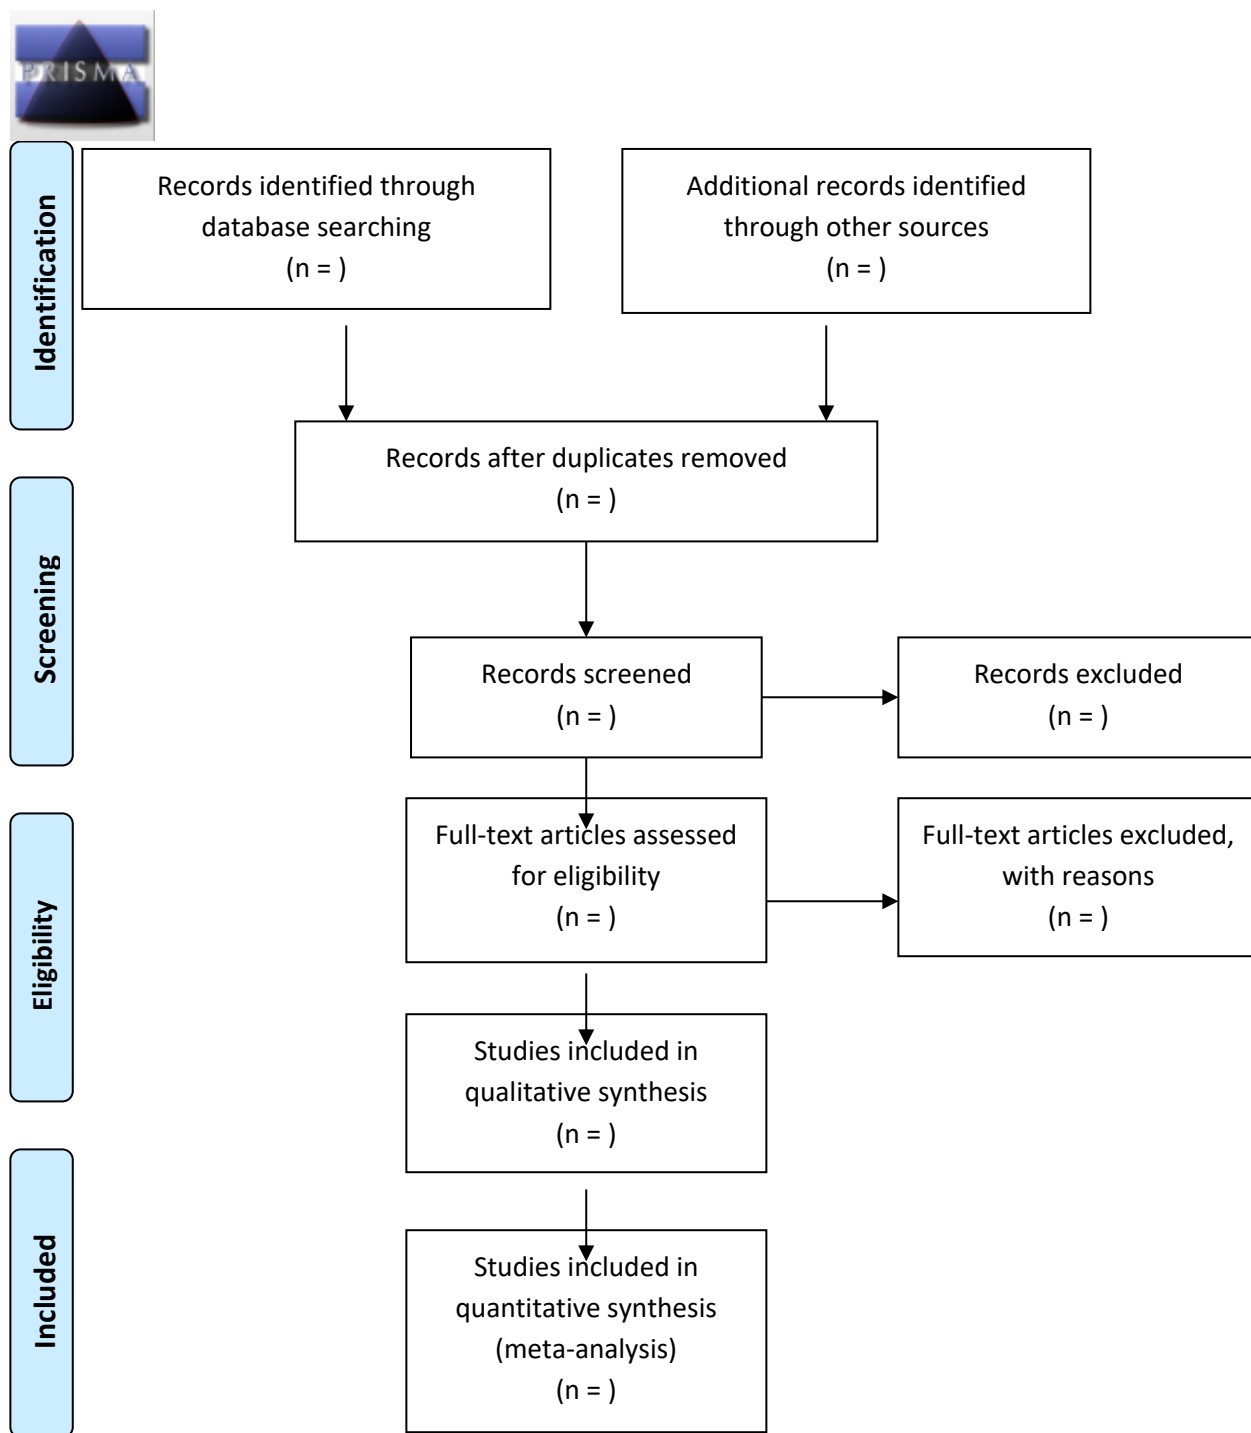 PRISMA
Identification
Records identified through
database searching
(n = )
Additional records identified
through other sources
(n = )
Records after duplicates removed
(n = )
Screening
Records screened
(n = )
Records excluded
(n = )
Eligibility
Full-text articles assessed
for eligibility
(n = )
Full-text articles excluded,
with reasons
(n = )
Studies included in
qualitative synthesis
(n = )
Included
Studies included in
quantitative synthesis
(meta-analysis)
(n = )